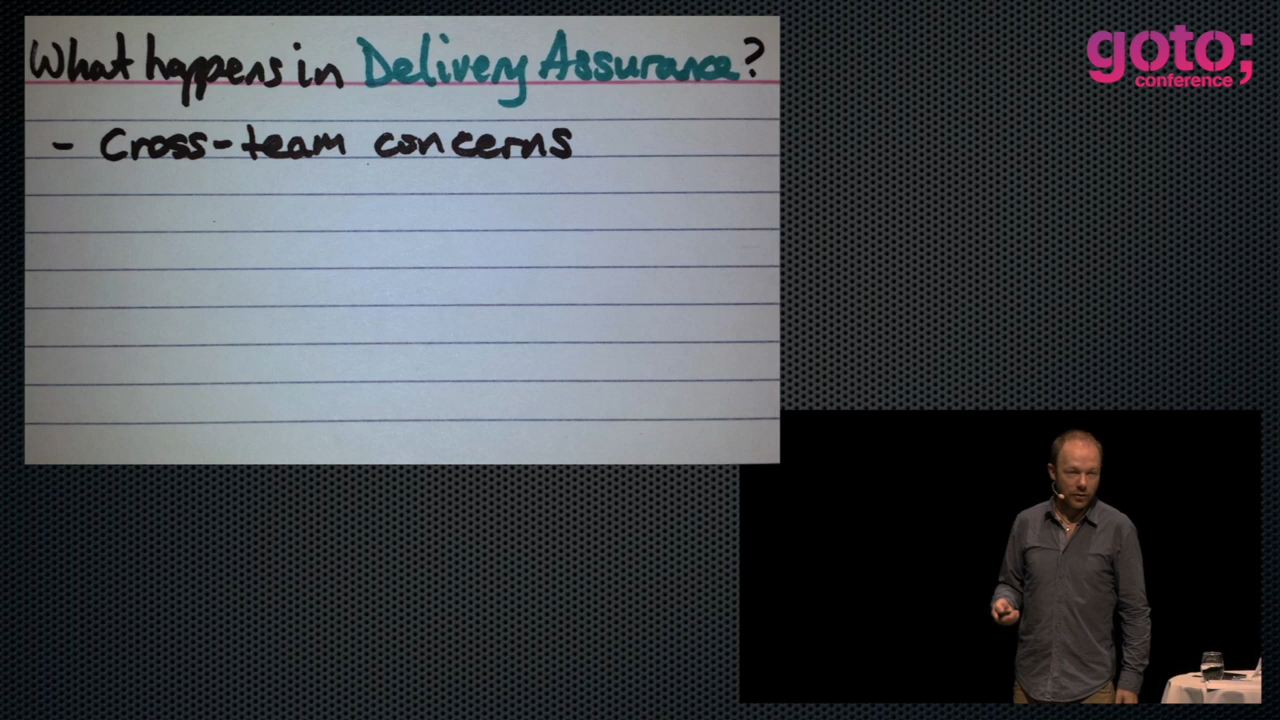 What happens in Delivery Assurance?
- Cross-team concerns
goto;
conference